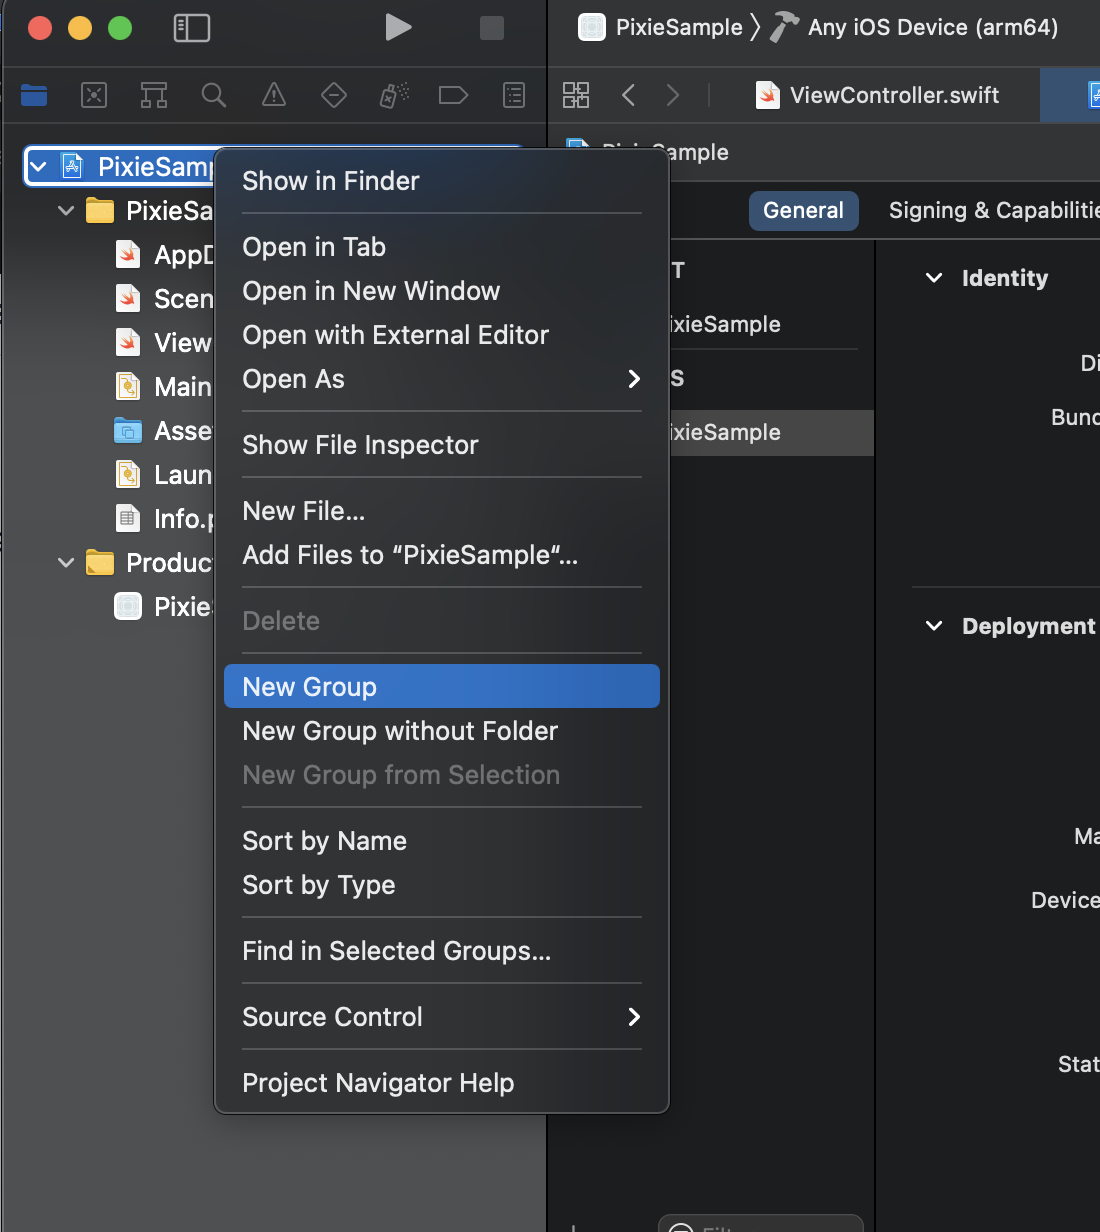 PixieSample 〉 Any iOS Device (arm64)
ViewController.swift
PixieSam
PixieSa
AppD
Scen
View
Main
Asse
Laun
Info.p
Produc
Pixie
Show in Finder
Open in Tab
Open in New Window
Open with External Editor
Open As
Show File Inspector
New File...
Add Files to “PixieSample“...
Delete
New Group
New Group without Folder
New Group from Selection
Sort by Name
Sort by Type
Find in Selected Groups...
Source Control
Project Navigator Help
PixieSample
General Signing & Capabilitie
T
ixieSample
S
ixieSample
Identity
Di
Bund
Deployment
Ma
Device
Stat